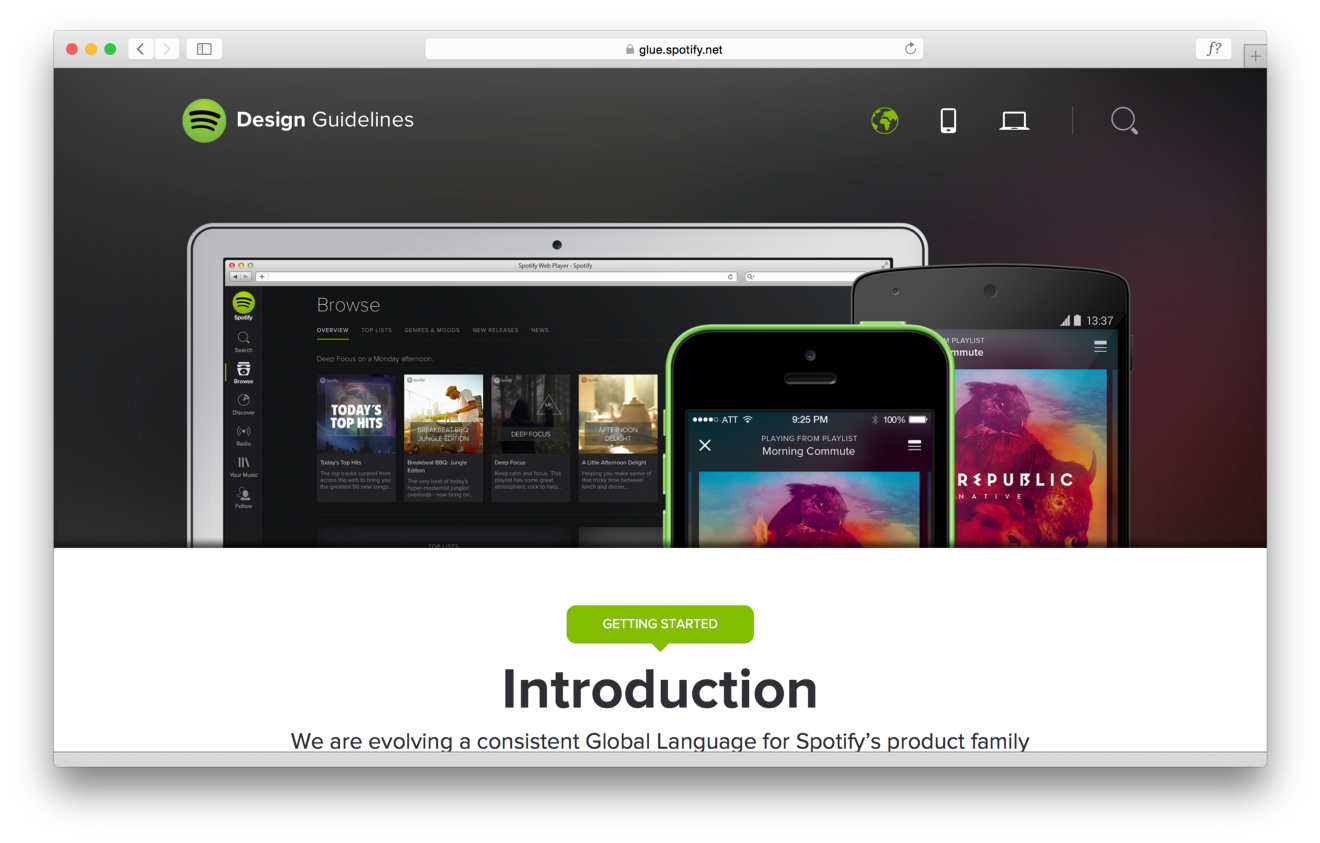 glue.spotify.net
f?
Design Guidelines
Spotify Web Player - Spotify
Spotify
Search
Browse
Discover
Radio
Your Music
Follow
Browse
OVERVIEW TOP LISTS GENRES & MOODS NEW RELEASES NEWS
Deep Focus on a Monday afternoon.
Spotify
TODAY'S
TOP HITS
Today's Top Hits
The top tracks curated from
across the web to bring you
the greatest 50 new songs...
Spotify
BREAKBEAT BBQ:
JUNGLE EDITION
Breakbeat BBQ: Jungle
Edition
The very best of today's
hyper-modernist junglist
overlords - now bring on...
Spotify
DEEP FOCUS
Deep Focus
Keep calm and focus. This
playlist has some great,
atmospheric rock to help...
Spotify
AFTERNOON
DELIGHT
A Little Afternoon Delight
Helping you make sense of
that tricky time between
lunch and dinner...
TOP LISTS
ATT 9:25 PM 100%
PLAYING FROM PLAYLIST
Morning Commute
13:37
M PLAYLIST
mmute
REPUBLIC
NATIVE
GETTING STARTED
Introduction
We are evolving a consistent Global Language for Spotify's product family